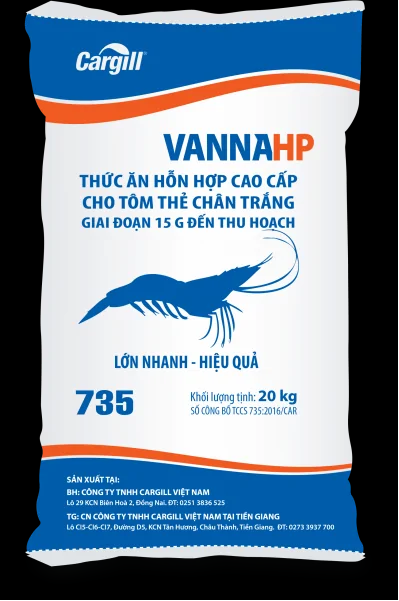 Cargill
VANNAHP
THỨC ĂN HỖN HỢP CAO CẤP
CHO TÔM THẺ CHÂN TRẮNG
GIAI ĐOẠN 15 G ĐẾN THU HOẠCH
LỚN NHANH - HIỆU QUẢ
735
Khối lượng tịnh: 20 kg
SỐ CÔNG BỐ TCCS 735:2016/CAR
SẢN XUẤT TẠI:
BH: CÔNG TY TNHH CARGILL VIỆT NAM
Lô 29 KCN Biên Hoà 2, Đồng Nai. ĐT: 0251 3836 525
TG: CN CÔNG TY TNHH CARGILL VIỆT NAM TẠI TIỀN GIANG
Lô CI5-CI6-CI7, Đường D5, KCN Tân Hương, Châu Thành, Tiền Giang. ĐT: 0273 3937 700